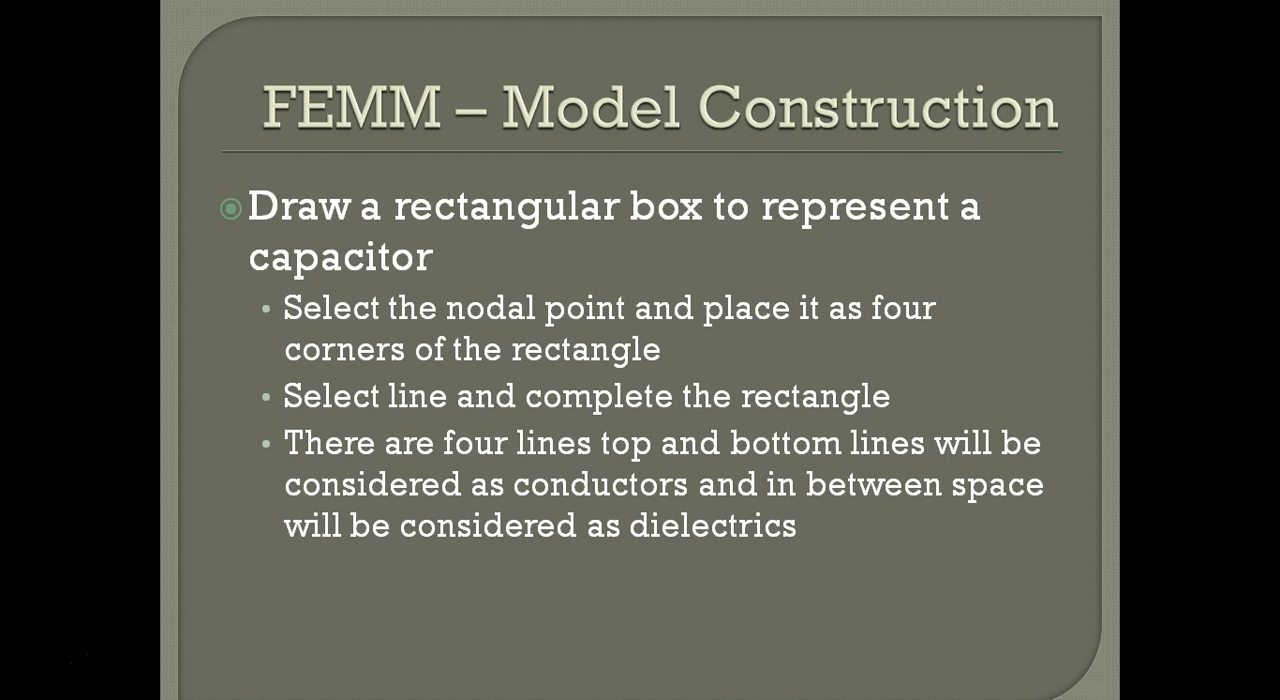 FEMM – Model Construction
Draw a rectangular box to represent a
capacitor
Select the nodal point and place it as four
corners of the rectangle
Select line and complete the rectangle
There are four lines top and bottom lines will be
considered as conductors and in between space
will be considered as dielectrics